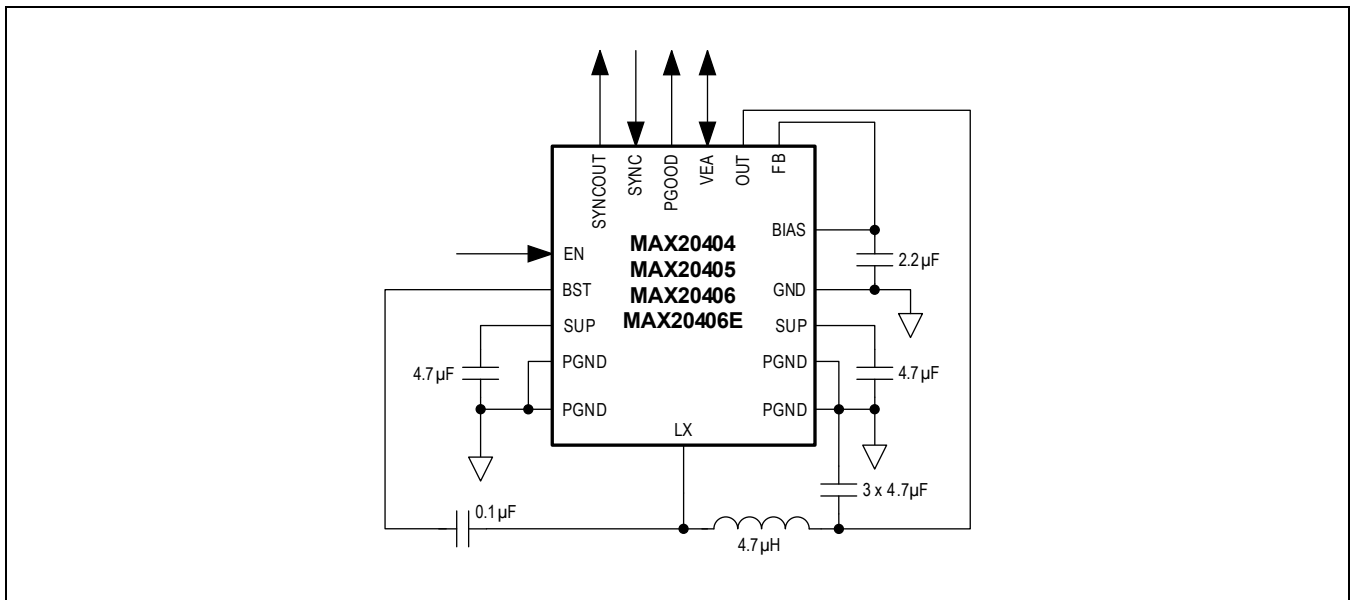 SYNCOUT
SYNC
PGOOD
VEA
OUT
FB
EN
BST
SUP
PGND
PGND
MAX20404
MAX20405
MAX20406
MAX20406E
BIAS
GND
SUP
PGND
PGND
LX
2.2µF
4.7µF
4.7µF
3 x 4.7µF
0.1µF
4.7µH